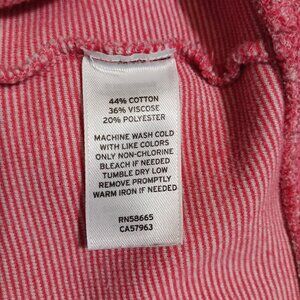 44% COTTON
36% VISCOSE
20% POLYESTER
MACHINE WASH COLD
WITH LIKE COLORS
ONLY NON-CHLORINE
BLEACH IF NEEDED
TUMBLE DRY LOW
REMOVE PROMPTLY
WARM IRON IF NEEDED
RN58665
CA57963